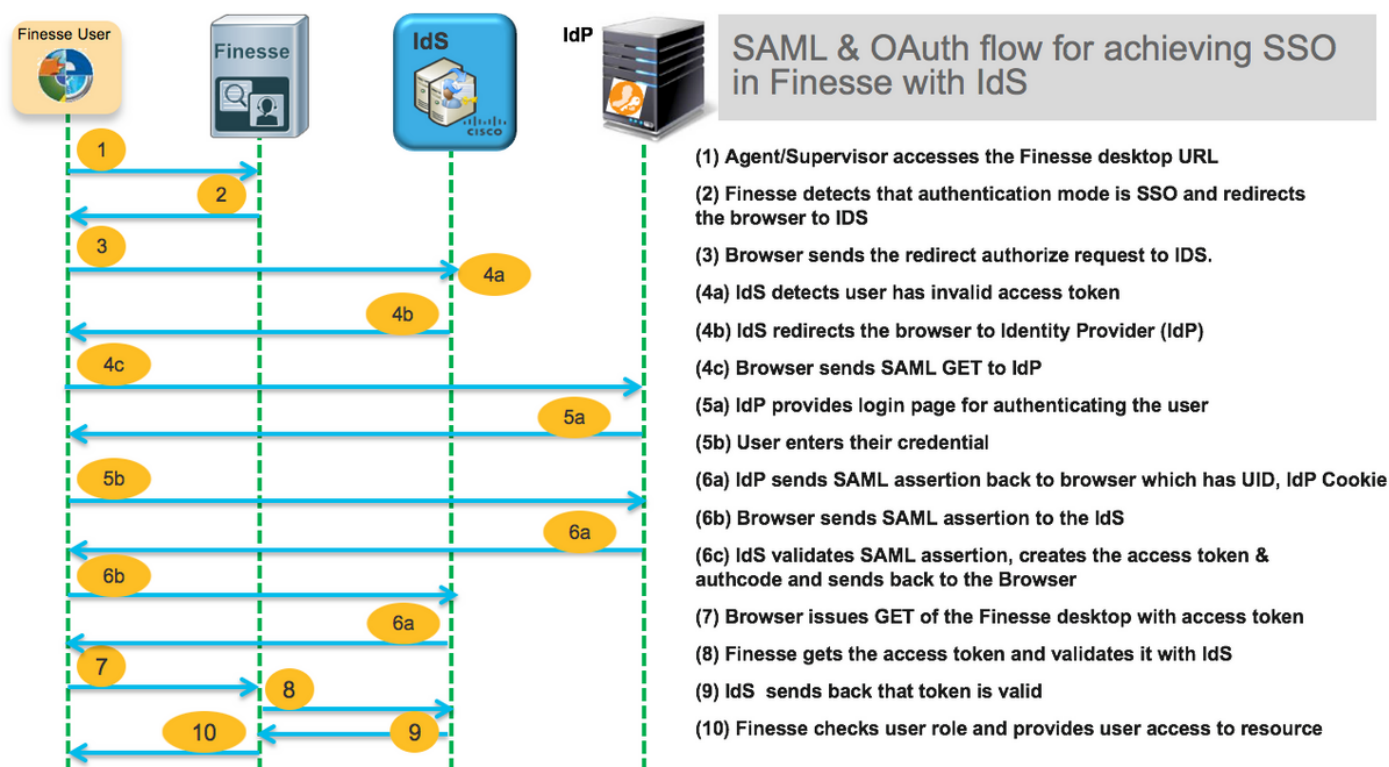 Finesse User
Finesse
IdS
CISCO
IdP
SAML & OAuth flow for achieving SSO
in Finesse with IdS
1
2
3
4a
4b
4c
5a
5b
6a
6b
6a
7
8
9
10
(1) Agent/Supervisor accesses the Finesse desktop URL
(2) Finesse detects that authentication mode is SSO and redirects
the browser to IDS
(3) Browser sends the redirect authorize request to IDS.
(4a) IdS detects user has invalid access token
(4b) IdS redirects the browser to Identity Provider (IdP)
(4c) Browser sends SAML GET to IdP
(5a) IdP provides login page for authenticating the user
(5b) User enters their credential
(6a) IdP sends SAML assertion back to browser which has UID, IdP Cookie
(6b) Browser sends SAML assertion to the IdS
(6c) IdS validates SAML assertion, creates the access token &
authcode and sends back to the Browser
(7) Browser issues GET of the Finesse desktop with access token
(8) Finesse gets the access token and validates it with IdS
(9) IdS  sends back that token is valid
(10) Finesse checks user role and provides user access to resource